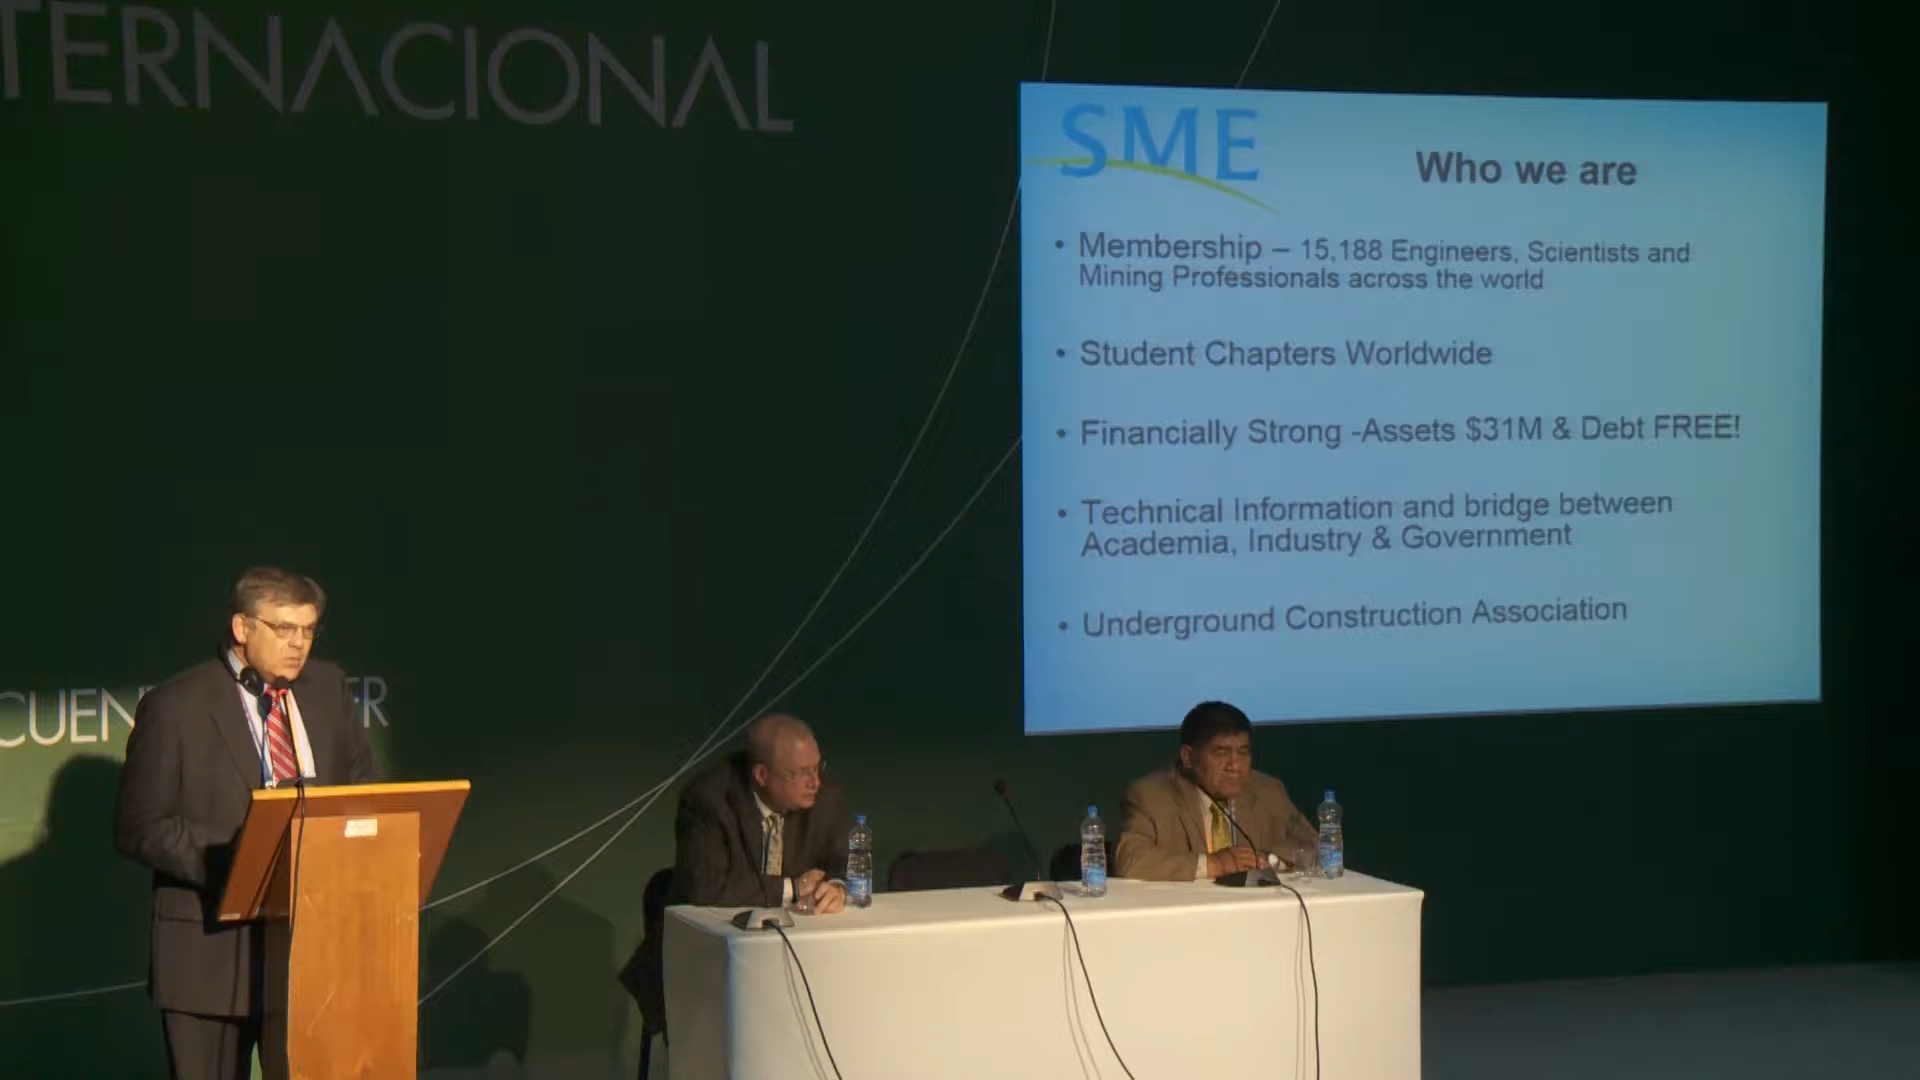 TERNACIONAL
SME
Who we are
• Membership – 15,188 Engineers, Scientists and
Mining Professionals across the world
• Student Chapters Worldwide
• Financially Strong -Assets $31M & Debt FREE!
• Technical Information and bridge between
Academia, Industry & Government
• Underground Construction Association
CUEN
ER